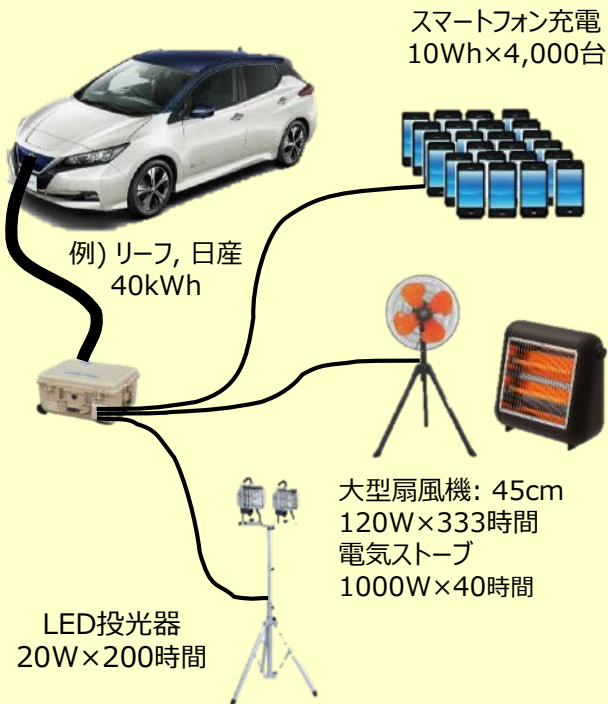 スマートフォン充電
10Wh×4,000台
例) リーフ, 日産
40kWh
大型扇風機: 45cm
120W×333時間
電気ストーブ
1000W×40時間
LED投光器
20W×200時間